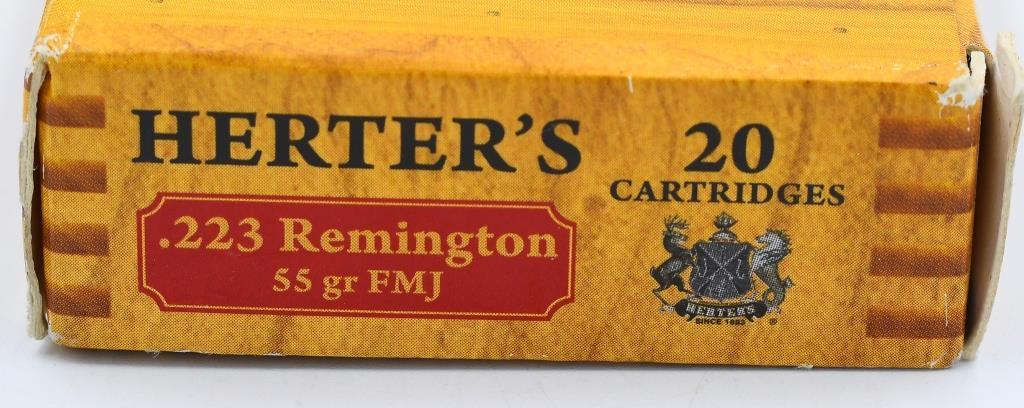 HERTER'S
.223 Remington
55 gr FMJ
20
CARTRIDGES
HERTER'S
SINCE 1893
®